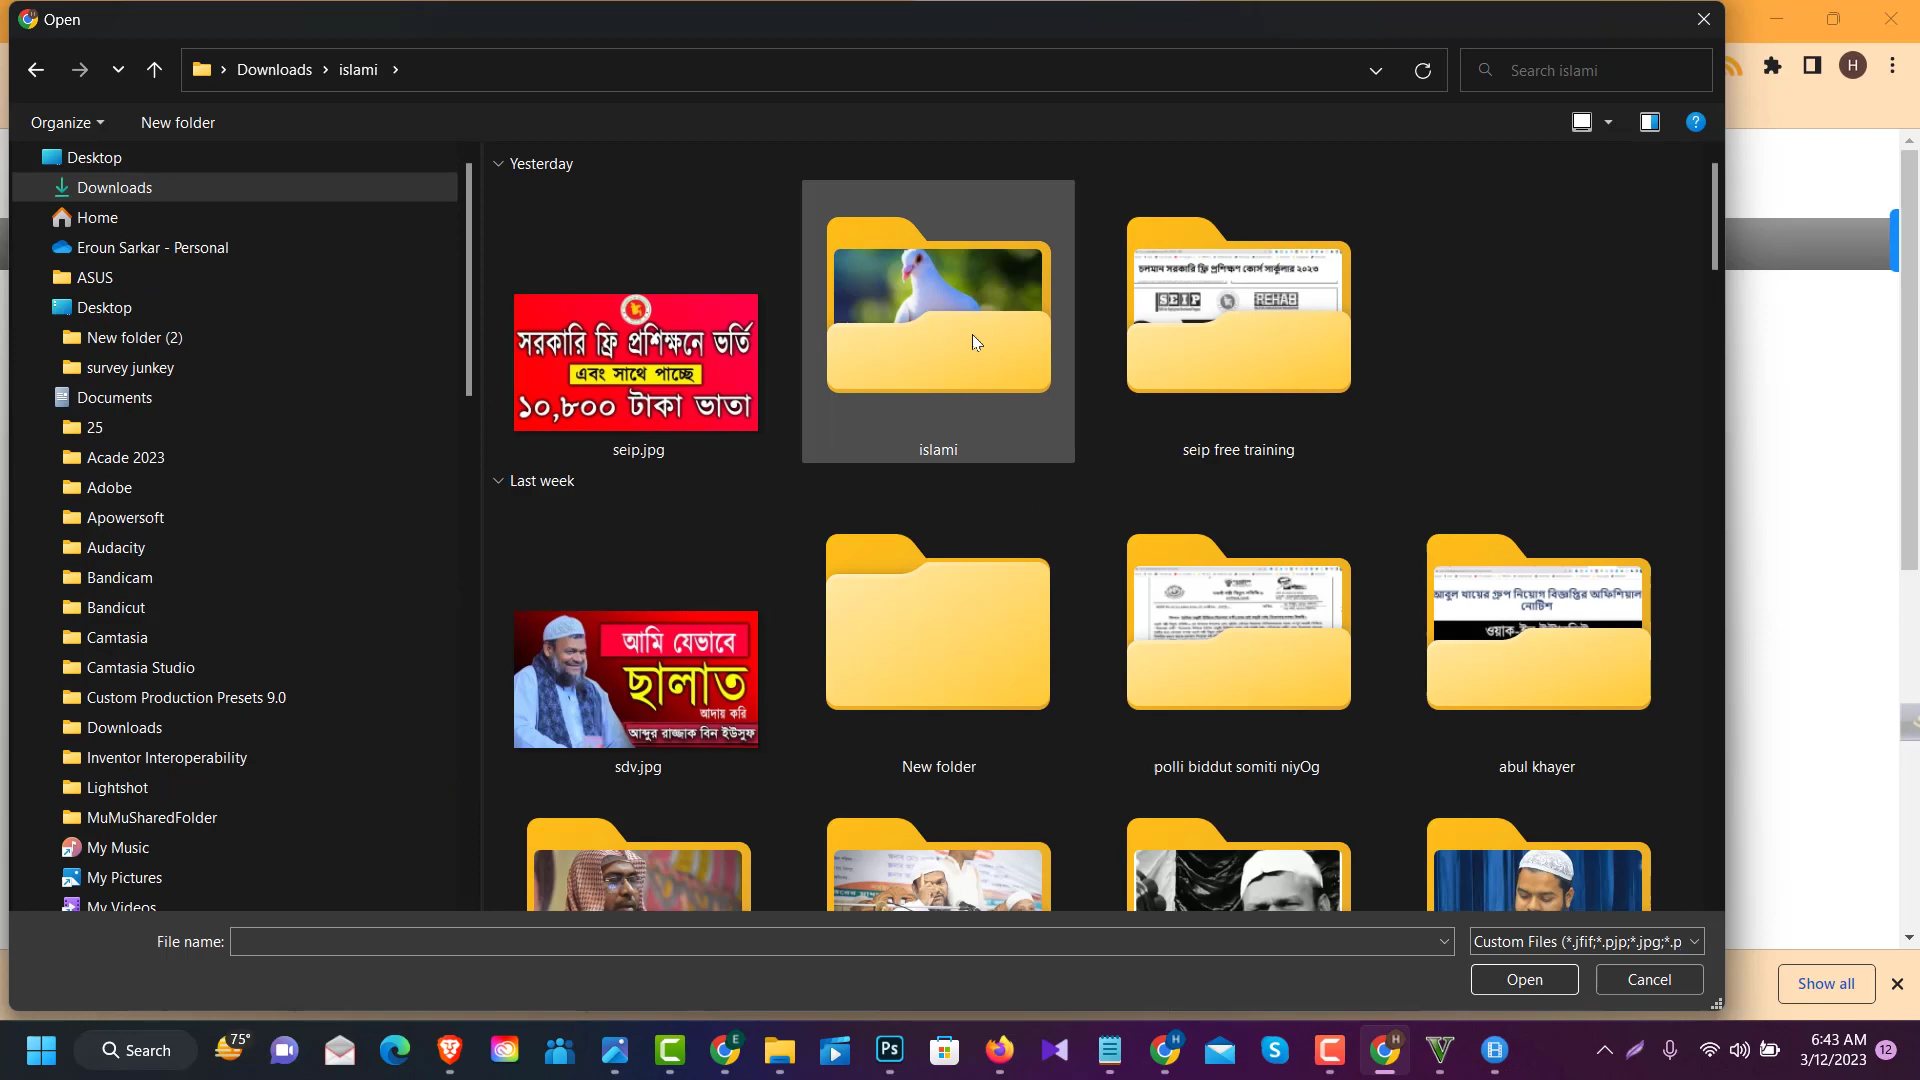 Open
Downloads
islami
Search islami
Organize
New folder
Desktop
Downloads
Home
Eroun Sarkar - Personal
ASUS
Desktop
New folder (2)
survey junkey
Documents
25
Acade 2023
Adobe
Apowersoft
Audacity
Bandicam
Bandicut
Camtasia
Camtasia Studio
Custom Production Presets 9.0
Downloads
Inventor Interoperability
Lightshot
MuMuSharedFolder
My Music
My Pictures
My Videos
Yesterday
সরকারি ফ্রি প্রশিক্ষনে ভর্তি
এবং সাথে পাচ্ছে
১০,৮০০ টাকা ভাতা
চলমান সরকারি ফ্রি প্রশিক্ষণ কোর্স সার্কুলার ২০২৩
SEIP
REHAB
seip.jpg
islami
seip free training
Last week
আমি যেভাবে
ছালাত
আদায় করি
আব্দুর রাজ্জাক বিন ইউসুফ
আবুল খায়ের গ্রুপ নিয়োগ বিজ্ঞপ্তির অফিশিয়াল
নোটিশ
sdv.jpg
New folder
polli biddut somiti niyOg
abul khayer
File name:
Custom Files (*.jfif;*.pjp;*.jpg;*.p
Open
Cancel
H
Show all
75°
Search
E
H
Ps
H
6:43 AM
3/12/2023
12